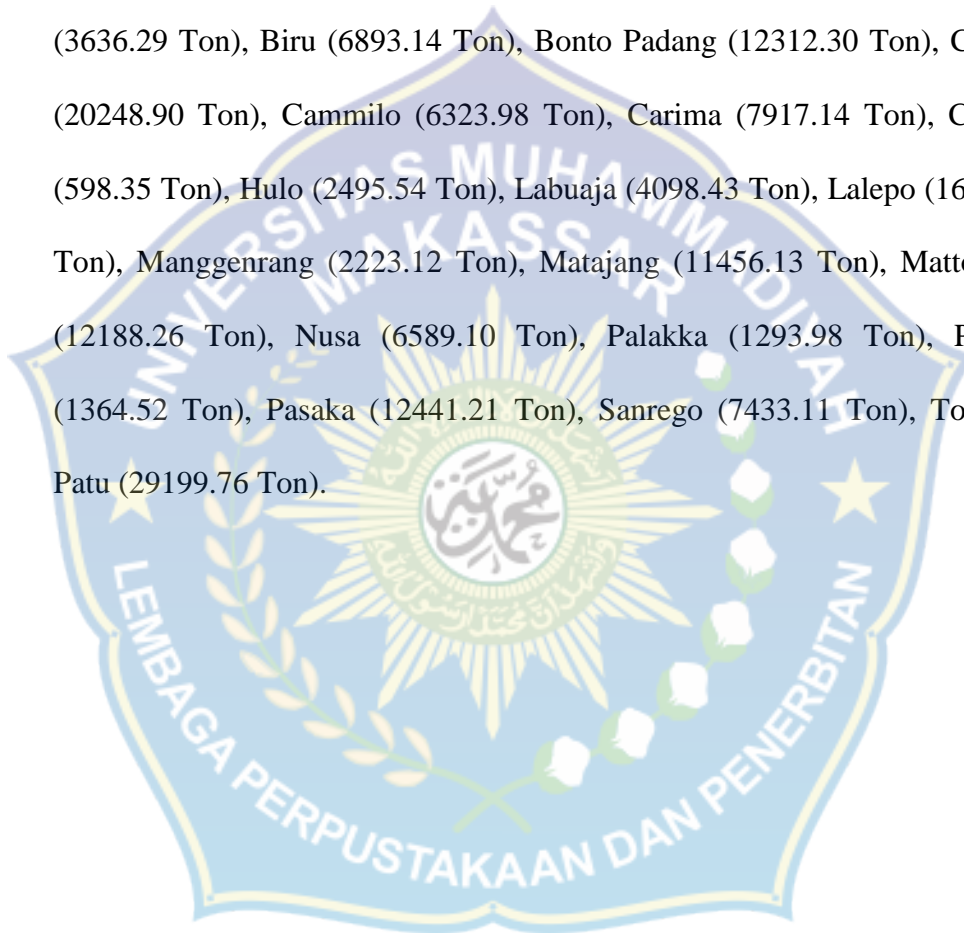 (3636.29 Ton), Biru (6893.14 Ton), Bonto Padang (12312.30 Ton),
(20248.90 Ton), Cammilo (6323.98 Ton), Carima (7917.14 Ton),
(598.35 Ton), Hulo (2495.54 Ton), Labuaja (4098.43 Ton), Lalepo
Ton), Manggenrang (2223.12 Ton), Matajang (11456.13 Ton),
(12188.26 Ton), Nusa (6589.10 Ton), Palakka (1293.98 Ton),
(1364.52 Ton), Pasaka (12441.21 Ton), Sanrego (7433.11 Ton),
Patu (29199.76 Ton).
UNIVERSITAS MUHAMMADIYAH
MAKASSAR
LEMBAGA PERPUSTAKAAN DAN PENERBITAN